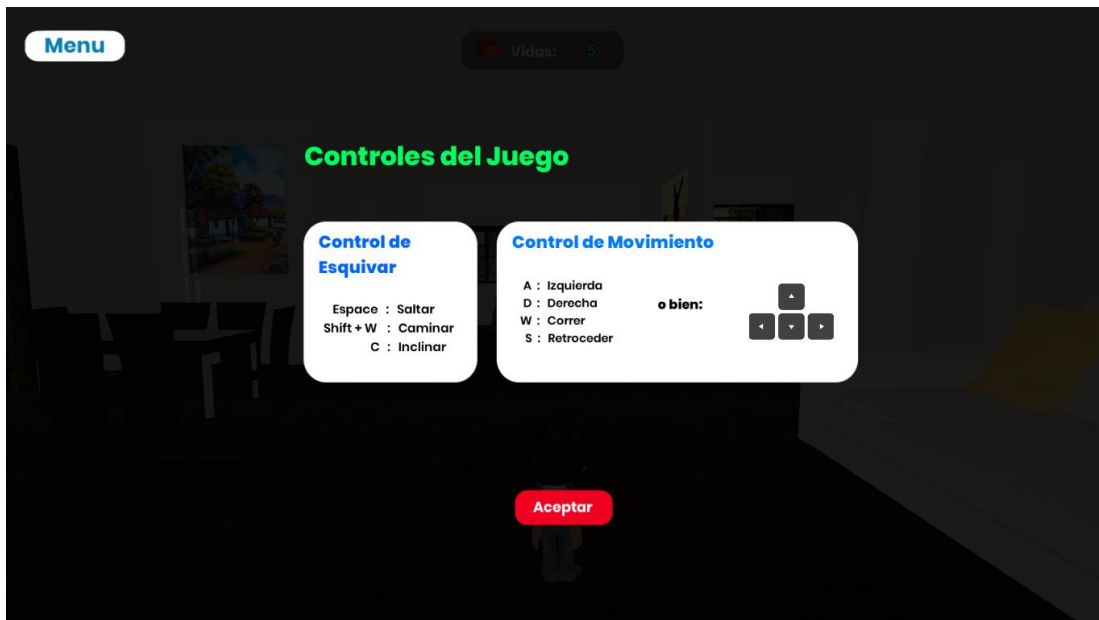 Menu
Vidas: 5
Controles del Juego
Control de
Esquivar
Espace : Saltar
Shift + W : Caminar
C : Inclinar
Control de Movimiento
A : Izquierda
D : Derecha
W : Correr
S : Retroceder
o bien:
Aceptar